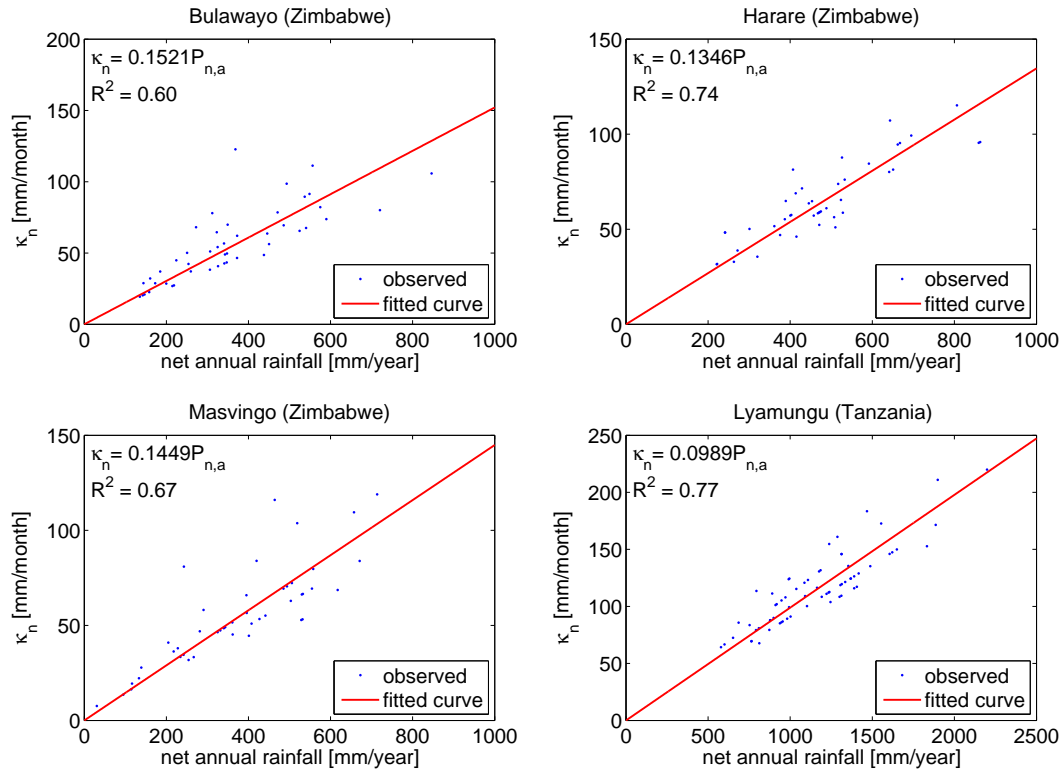 Bulawayo (Zimbabwe)
κn= 0.1521Pn,a
R2 = 0.60
200
150
100
50
0
κn [mm/month]
observed
fitted curve
0 200 400 600 800 1000
net annual rainfall [mm/year]
Harare (Zimbabwe)
κn= 0.1346Pn,a
R2 = 0.74
150
100
50
0
κn [mm/month]
observed
fitted curve
0 200 400 600 800 1000
net annual rainfall [mm/year]
Masvingo (Zimbabwe)
κn= 0.1449Pn,a
R2 = 0.67
150
100
50
0
κn [mm/month]
observed
fitted curve
0 200 400 600 800 1000
net annual rainfall [mm/year]
Lyamungu (Tanzania)
κn= 0.0989Pn,a
R2 = 0.77
250
200
150
100
50
0
κn [mm/month]
observed
fitted curve
0 500 1000 1500 2000 2500
net annual rainfall [mm/year]